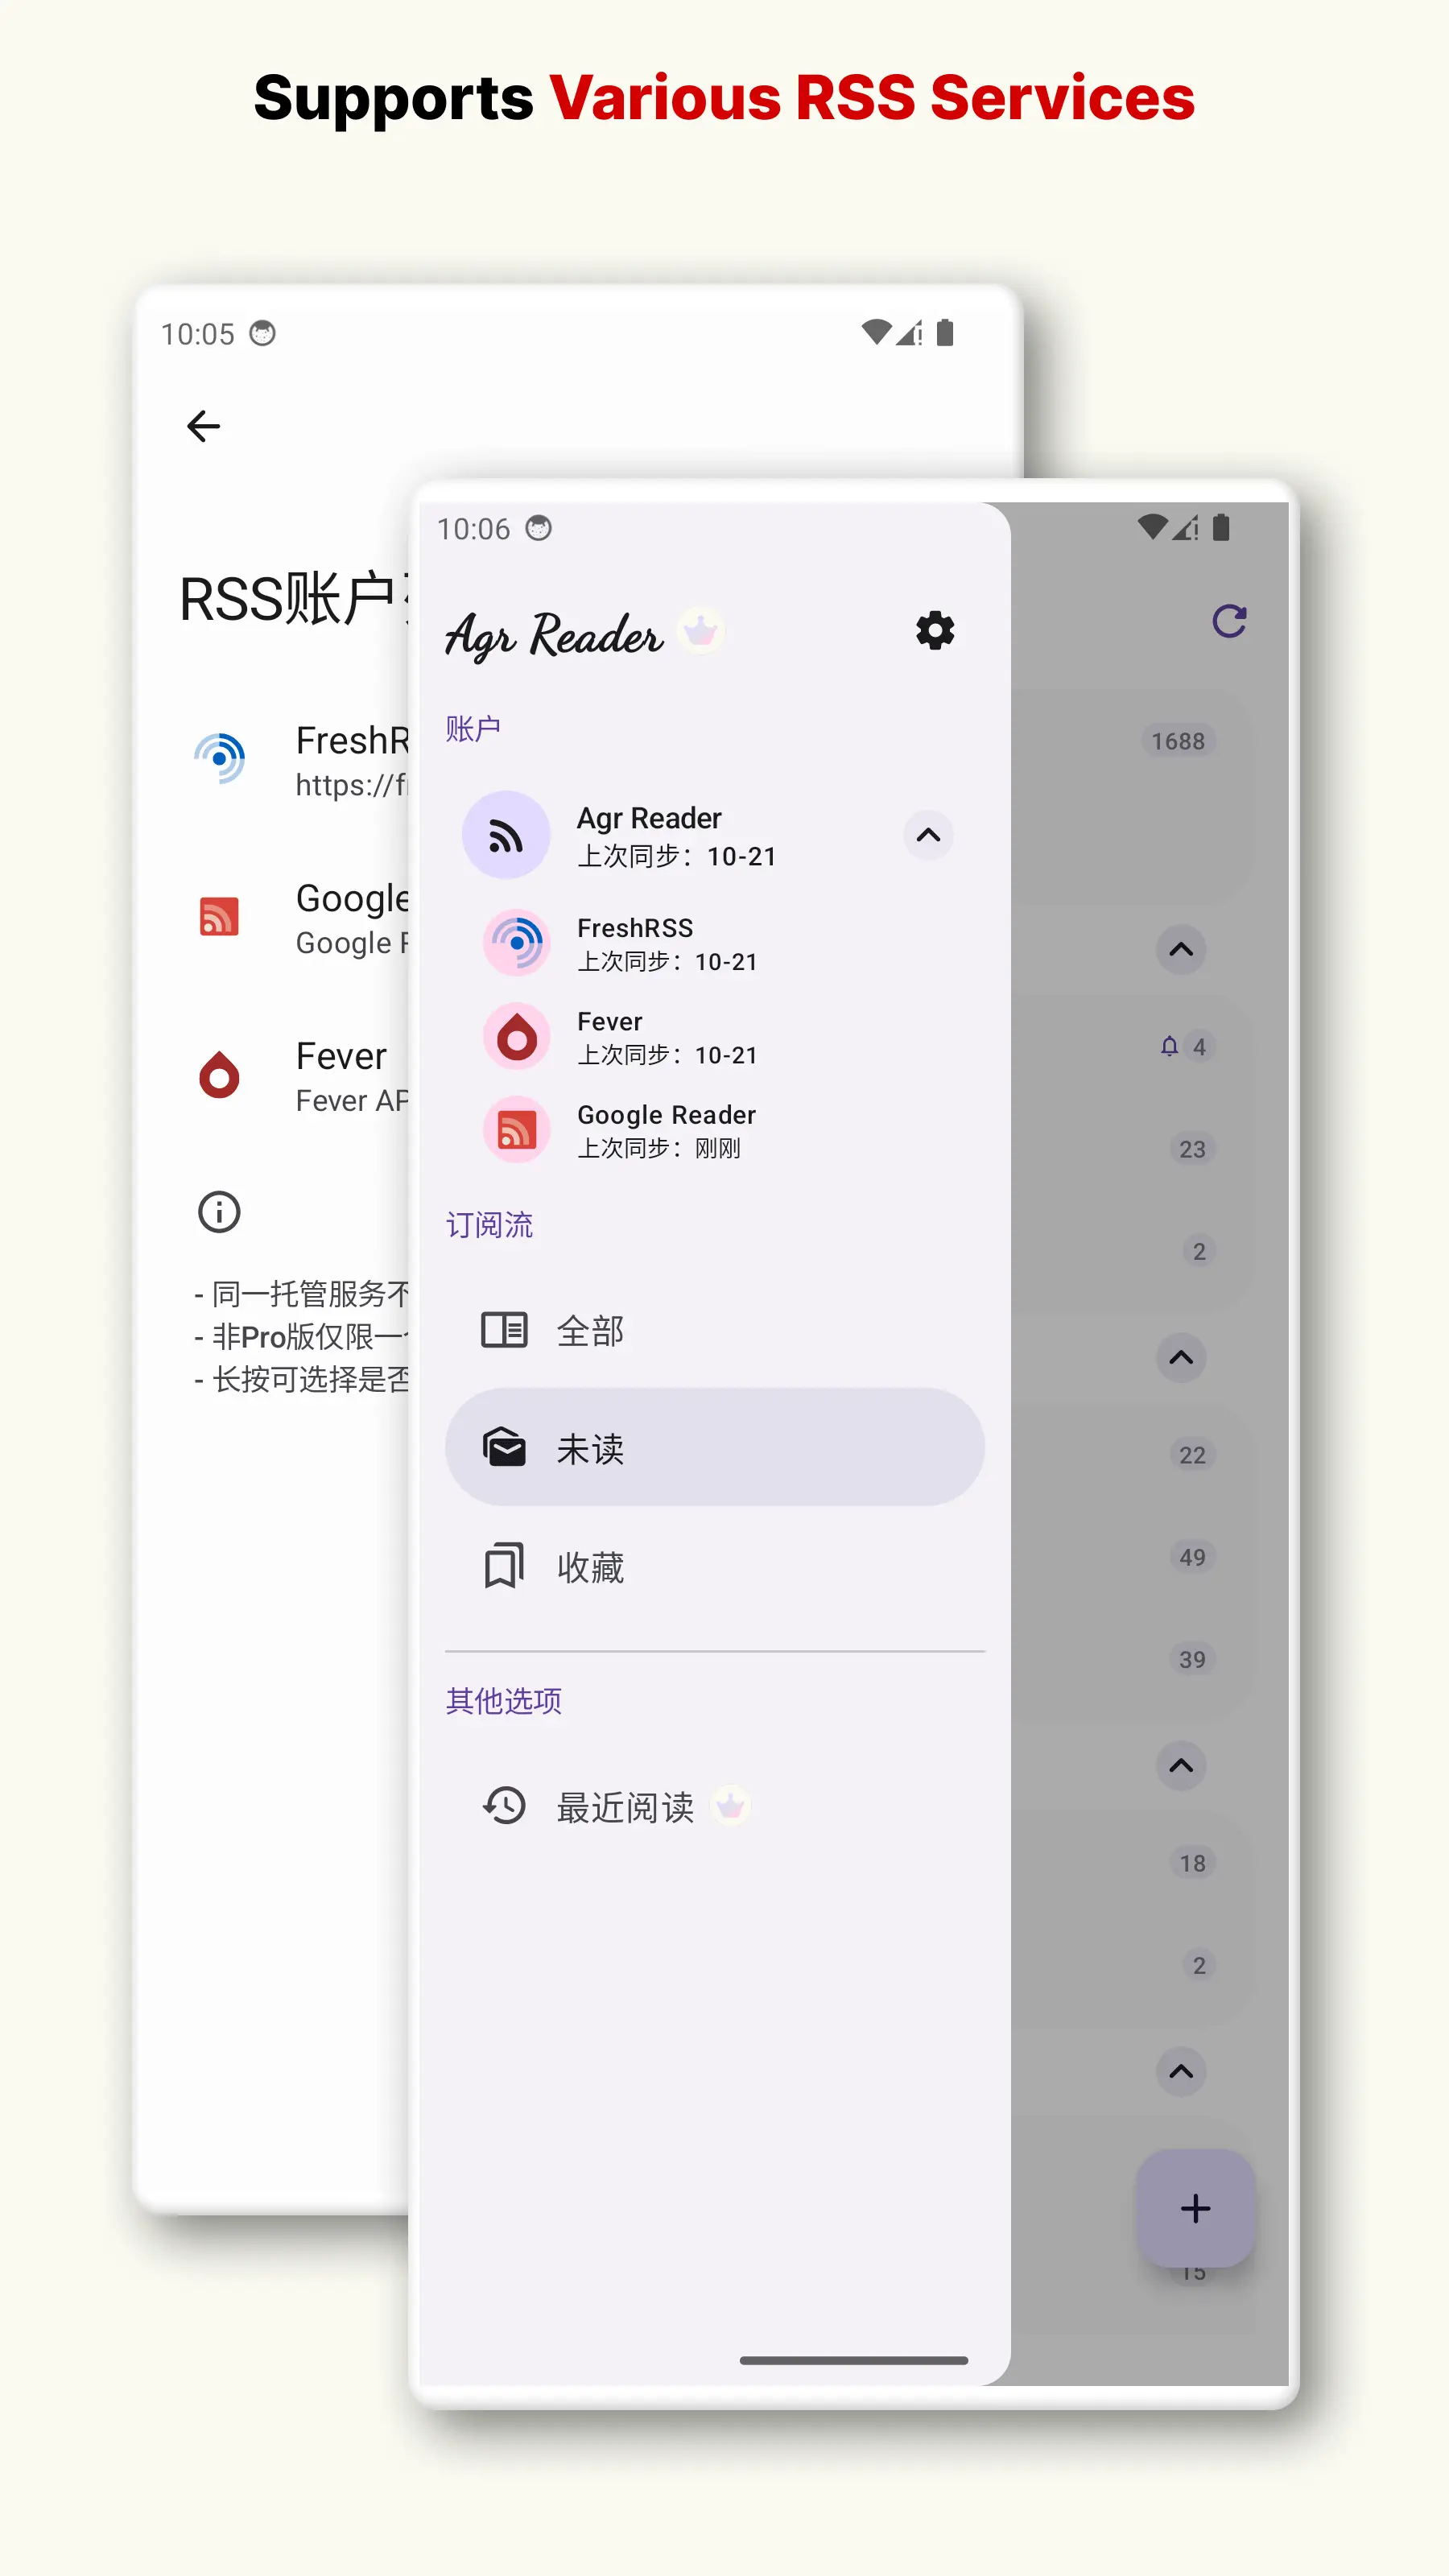 Supports Various RSS Services
10:05
RSS账户
FreshR
https://f
Google
Google
Fever
Fever AP
- 同一托管服务不
- 非Pro版仅限一
- 长按可选择是否
10:06
Agr Reader
账户
1688
Agr Reader
上次同步：10-21
FreshRSS
上次同步：10-21
Fever
上次同步：10-21
4
Google Reader
上次同步：刚刚
23
订阅流
2
全部
未读
22
收藏
49
39
其他选项
最近阅读
18
2
15